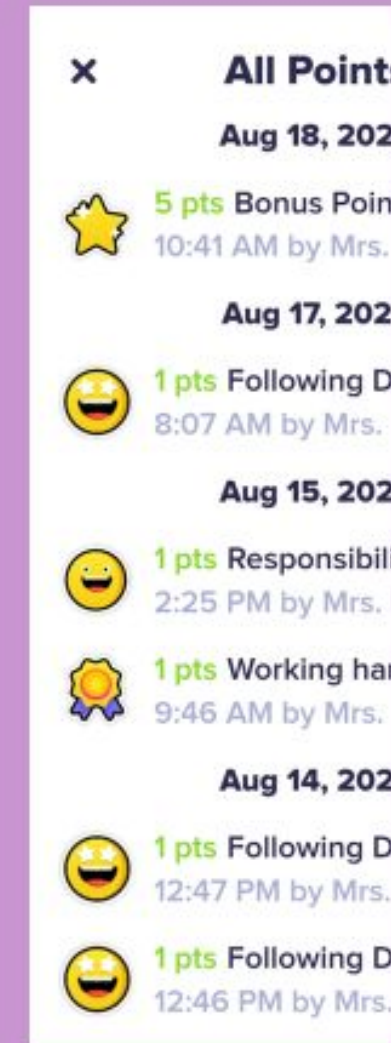 × All Points
Aug 18, 202
5 pts Bonus Poin
10:41 AM by Mrs.
Aug 17, 202
1 pts Following D
8:07 AM by Mrs.
Aug 15, 202
1 pts Responsibili
2:25 PM by Mrs.
1 pts Working har
9:46 AM by Mrs.
Aug 14, 202
1 pts Following D
12:47 PM by Mrs.
1 pts Following D
12:46 PM by Mrs.